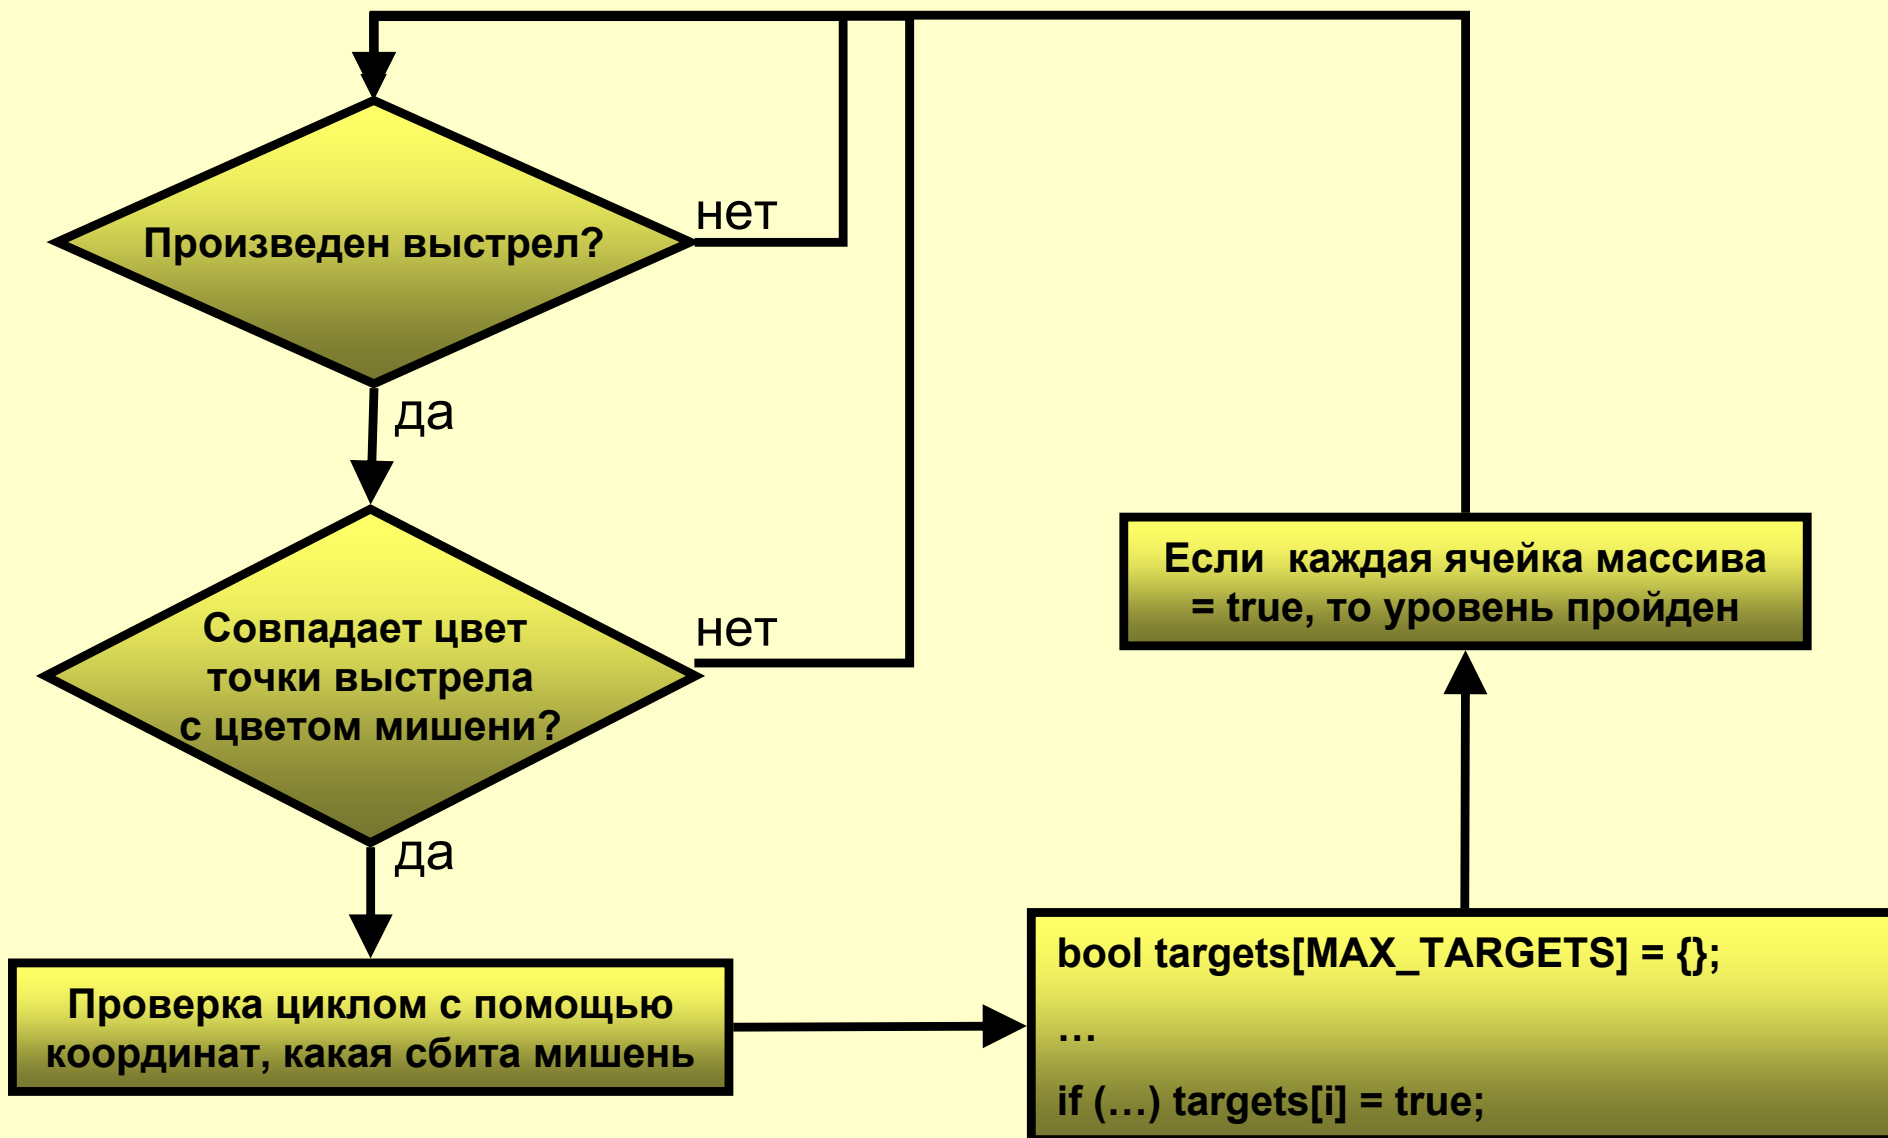 Произведен выстрел?
нет
да
Совпадает цвет
точки выстрела
с цветом мишени?
нет
да
Проверка циклом с помощью
координат, какая сбита мишень
bool targets[MAX_TARGETS] = {};
…
if (…) targets[i] = true;
Если каждая ячейка массива
= true, то уровень пройден